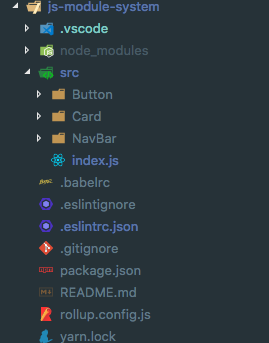 js-module-system
.vscode
node_modules
src
Button
Card
NavBar
index.js
.babelrc
.eslintignore
.eslintrc.json
.gitignore
package.json
README.md
rollup.config.js
yarn.lock